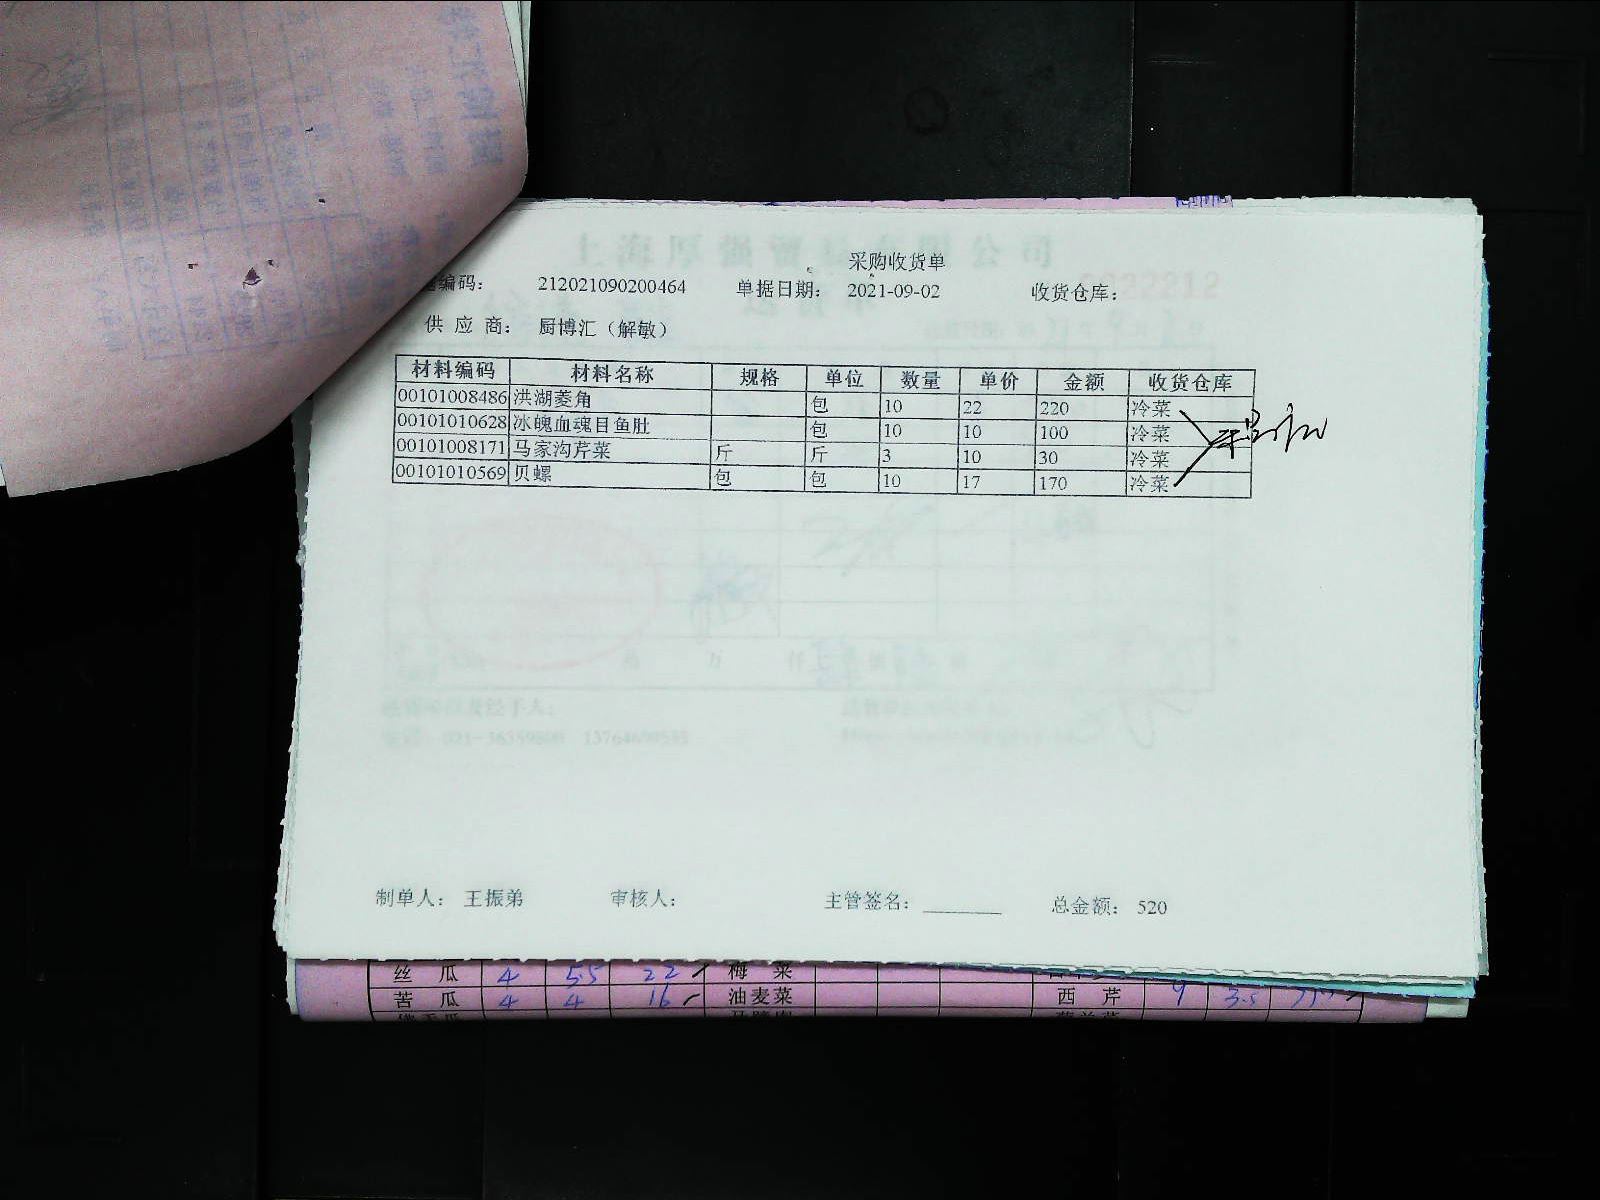 采购收货单
编码： 212021090200464 单据日期： 2021-09-02 收货仓库：
供 应 商： 厨博汇（解敏）
材料编码 材料名称 规格 单位 数量 单价 金额 收货仓库
00101008486 洪湖菱角 包 10 22 220 冷菜
00101010628 冰魄血魂目鱼肚 包 10 10 100 冷菜
00101008171 马家沟芹菜 斤 斤 3 10 30 冷菜
00101010569 贝螺 包 包 10 17 170 冷菜
制单人： 王振弟 审核人： 主管签名： 总金额： 520
丝 瓜 4 5.5 22 梅 菜
苦 瓜 4 4 16 油麦菜 西 芹 9 3.5